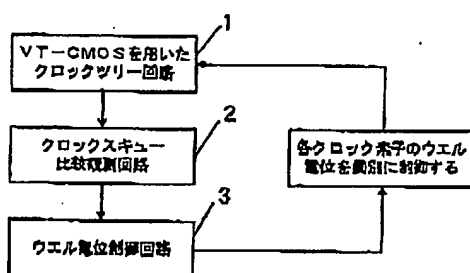 1
VT－CMOSを用いた
クロックツリー回路
2
クロックスキュー
比較観測回路
各クロック素子のウエル
電位を個別に制御する
3
ウエル電位制御回路